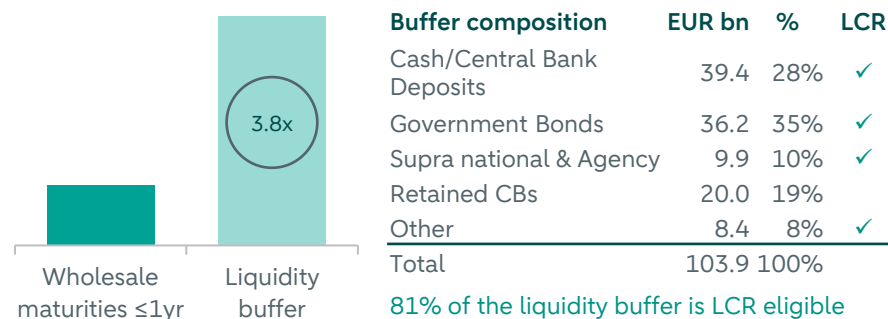 3.8x
Wholesale
maturities ≤1yr
Liquidity
buffer
Buffer composition EUR bn % LCR
Cash/Central Bank
Deposits 39.4 28% ✓
Government Bonds 36.2 35% ✓
Supra national & Agency 9.9 10% ✓
Retained CBs 20.0 19%
Other 8.4 8% ✓
Total 103.9 100%
81% of the liquidity buffer is LCR eligible